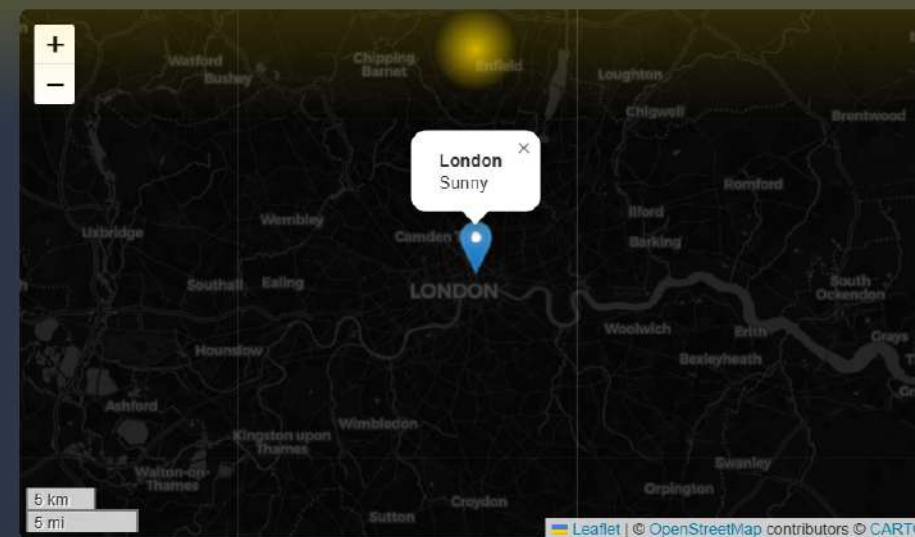 +
−
Watford
Bushey
Chipping
Barnet
Enfield
Loughton
Chigwell
Brentwood
London
×
Sunny
Romford
Ilford
Wembley
Uxbridge
Camden
Barking
Southall
Ealing
LONDON
South
Ockendon
Woolwich
Erith
Grays
Hounslow
Bexleyheath
Ashford
Wimbledon
Kingston upon
Thames
Swanley
Walton-on-
Thames
Orpington
Croydon
Sutton
5 km
5 mi
Leaflet | © OpenStreetMap contributors © CART